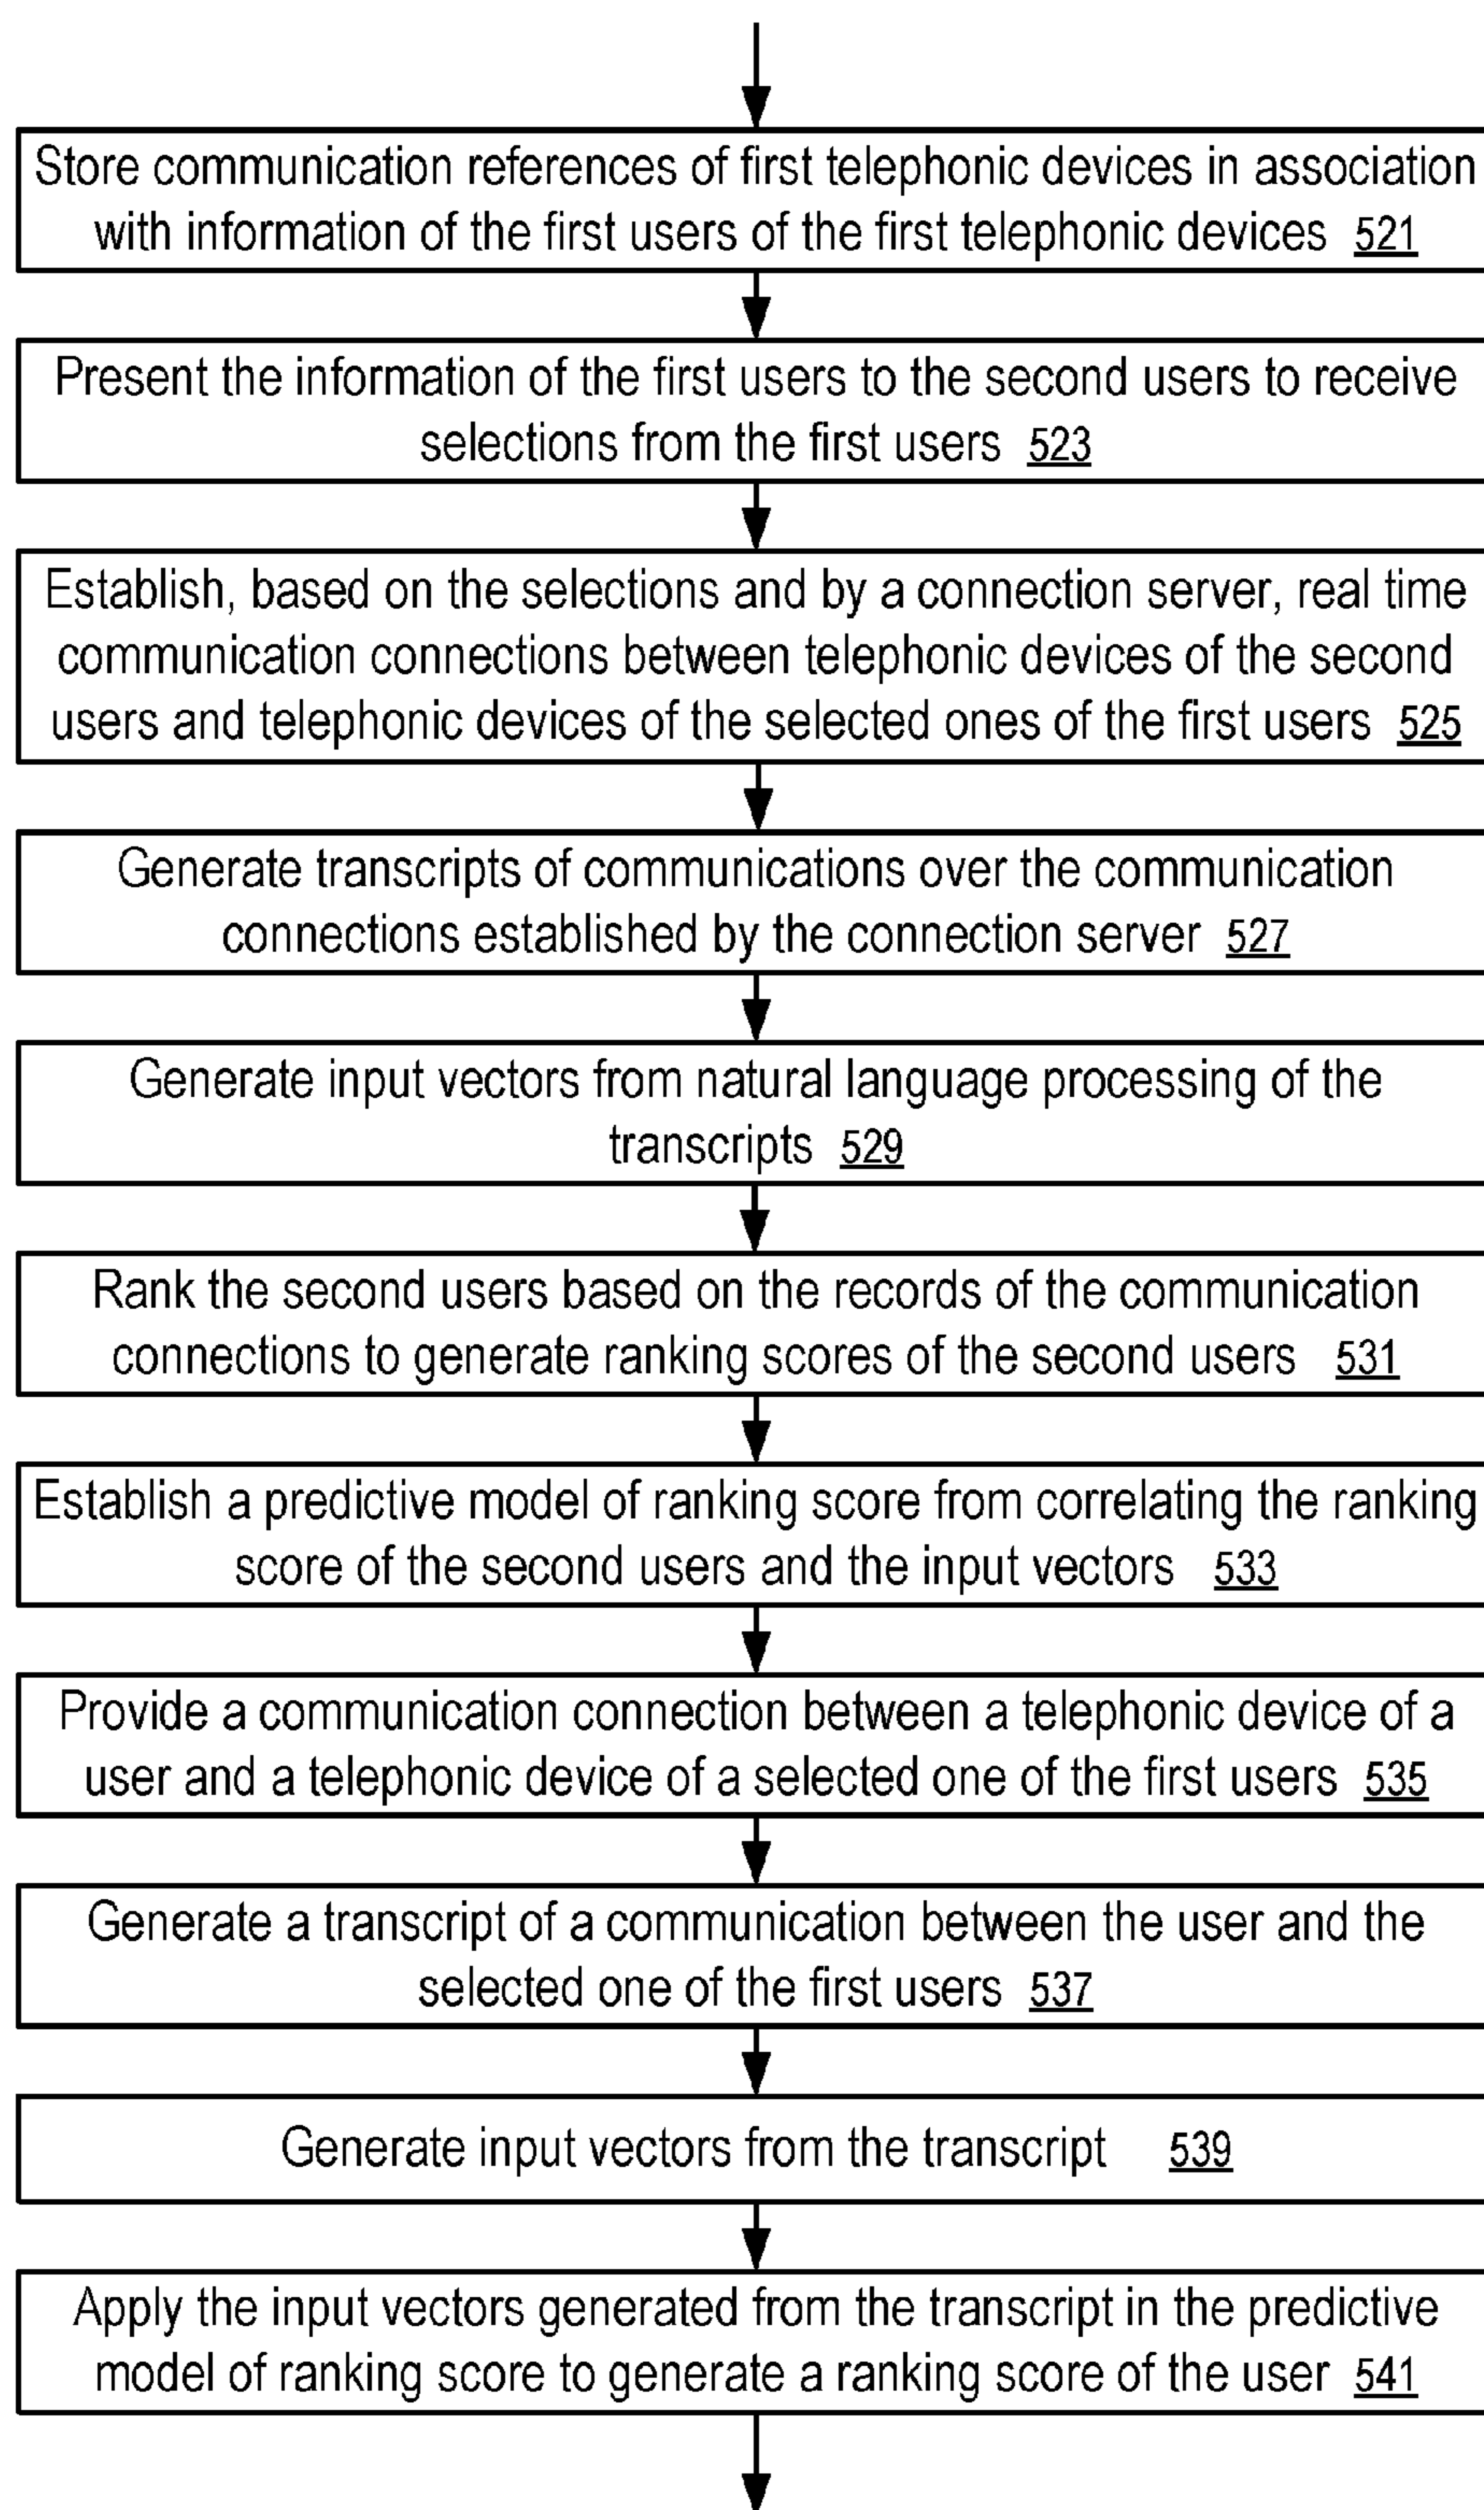 Store communication references of first telephonic devices in association
with information of the first users of the first telephonic devices 521
Present the information of the first users to the second users to receive
selections from the first users 523
Establish, based on the selections and by a connection server, real time
communication connections between telephonic devices of the second
users and telephonic devices of the selected ones of the first users 525
Generate transcripts of communications over the communication
connections established by the connection server 527
Generate input vectors from natural language processing of the
transcripts 529
Rank the second users based on the records of the communication
connections to generate ranking scores of the second users 531
Establish a predictive model of ranking score from correlating the ranking
score of the second users and the input vectors 533
Provide a communication connection between a telephonic device of a
user and a telephonic device of a selected one of the first users 535
Generate a transcript of a communication between the user and the
selected one of the first users 537
Generate input vectors from the transcript 539
Apply the input vectors generated from the transcript in the predictive
model of ranking score to generate a ranking score of the user 541